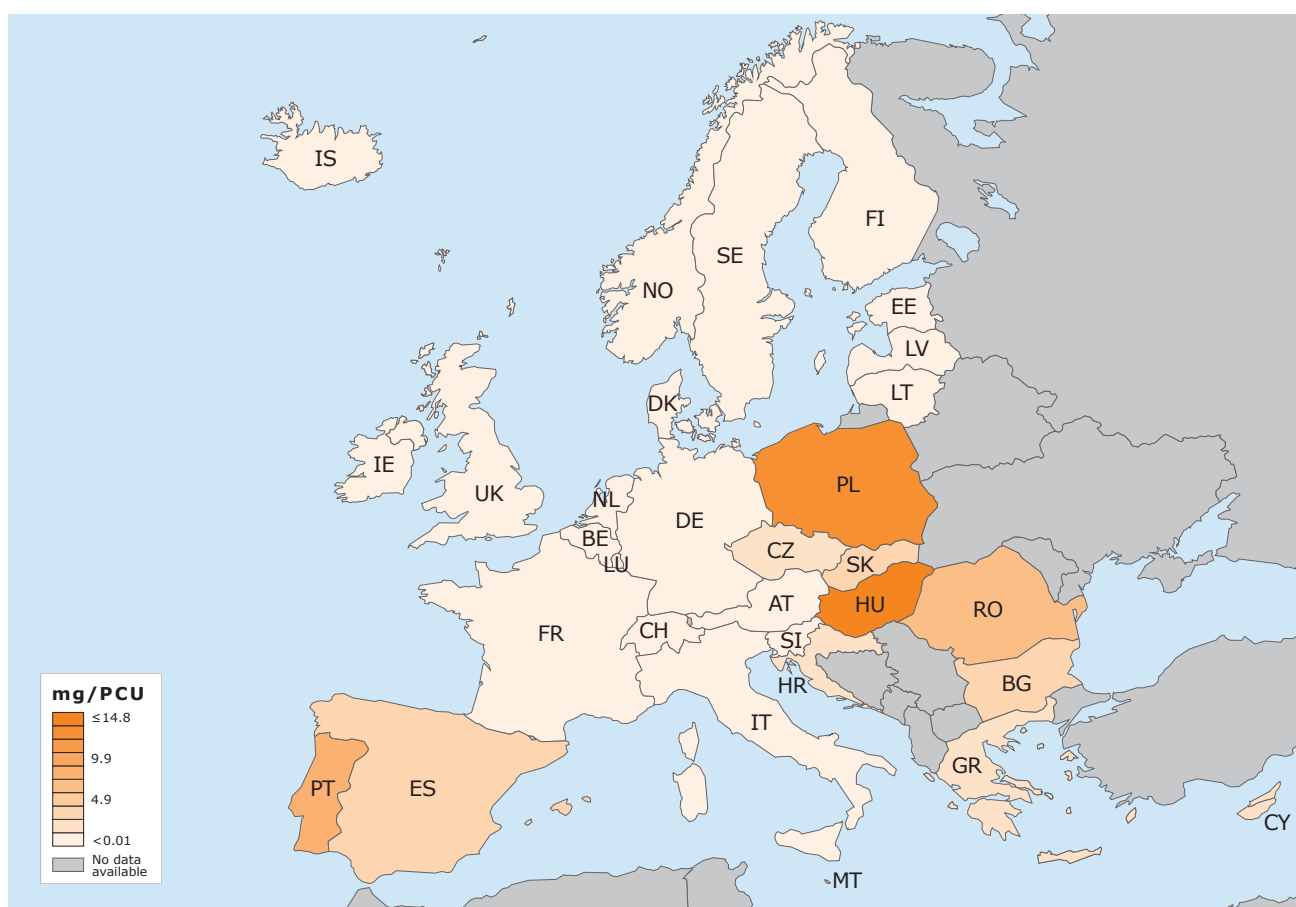 IS
FI
SE
NO
EE
LV
LT
DK
IE
UK
NL
PL
DE
BE
LU
CZ
SK
AT
HU
RO
FR
CH
SI
HR
BG
IT
PT
ES
GR
CY
MT
mg/PCU
≤14.8
9.9
4.9
<0.01
No data
available